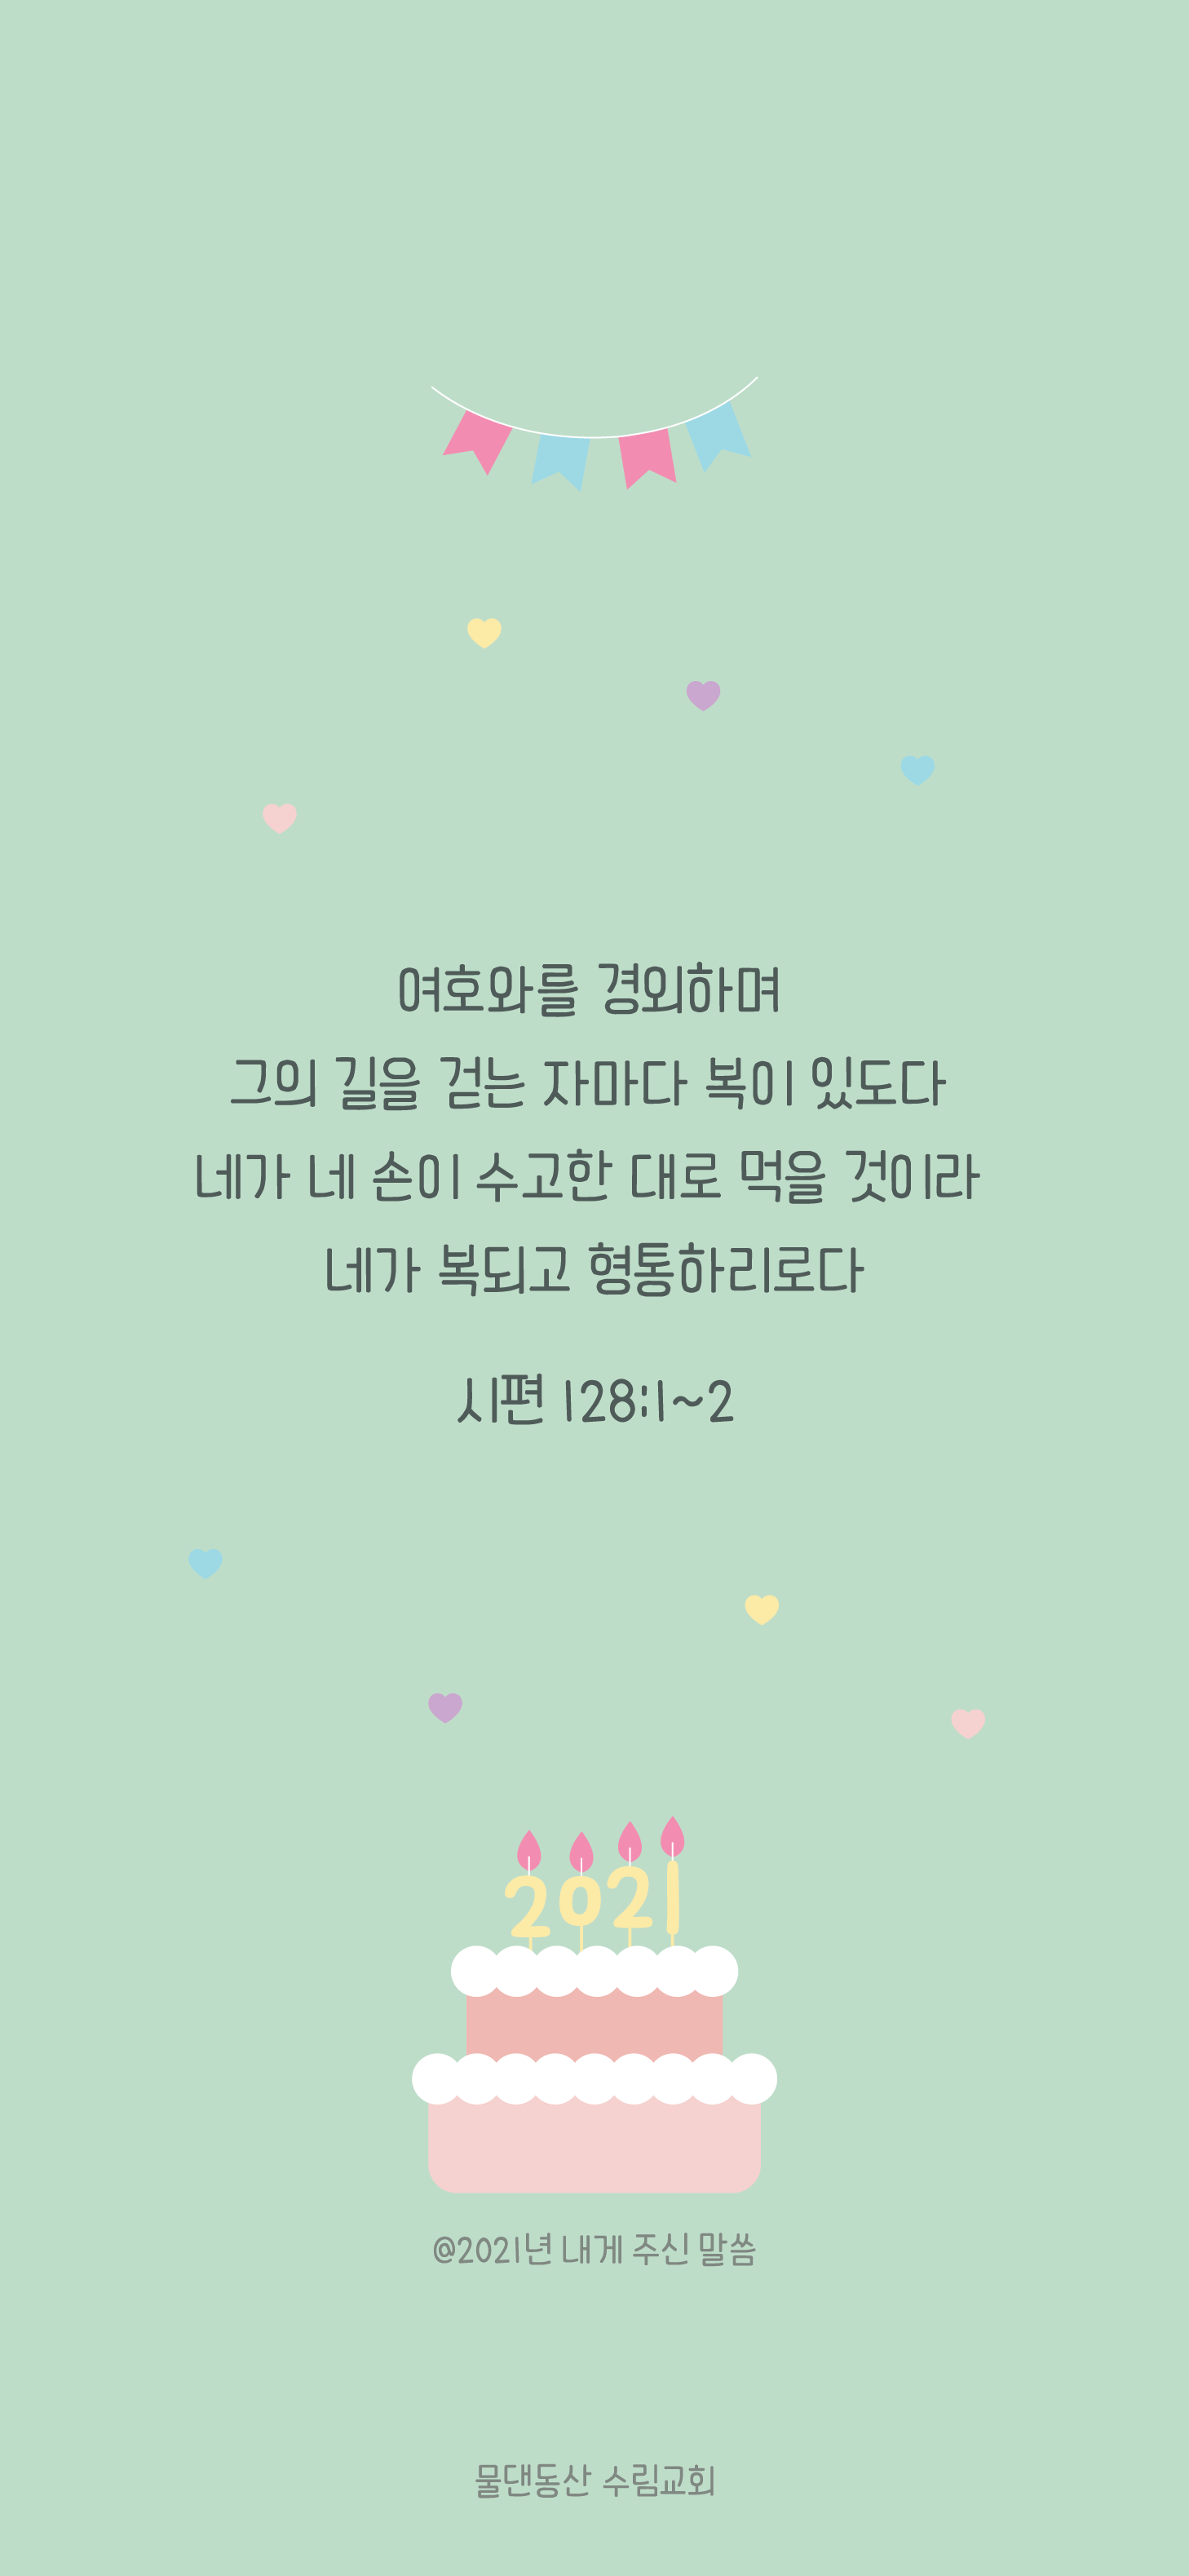 여호와를 경외하며
그의 길을 걷는 자마다 복이 있도다
네가 네 손이 수고한 대로 먹을 것이라
네가 복되고 형통하리로다
시편 128:1~2
2021
@2021년 내게 주신 말씀
물댄동산 수림교회